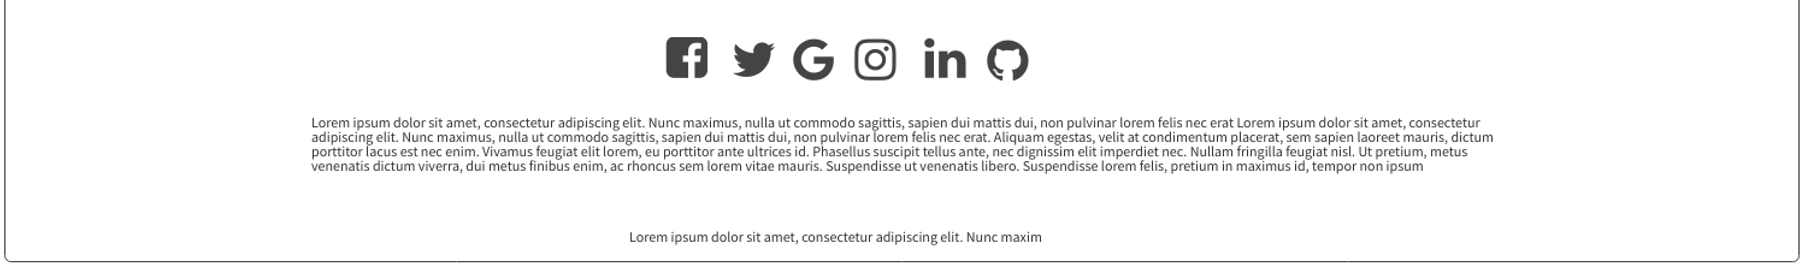 Lorem ipsum dolor sit amet, consectetur adipiscing elit. Nunc maximus, nulla ut commodo sagittis, sapien dui mattis dui, non pulvinar lorem felis nec erat Lorem ipsum dolor sit amet, consectetur
adipiscing elit. Nunc maximus, nulla ut commodo sagittis, sapien dui mattis dui, non pulvinar lorem felis nec erat. Aliquam egestas, velit at condimentum placerat, sem sapien laoreet mauris, dictum
porttitor lacus est nec enim. Vivamus feugiat elit lorem, eu porttitor ante ultrices id. Phasellus suscipit tellus ante, nec dignissim elit imperdiet nec. Nullam fringilla feugiat nisl. Ut pretium, metus
venenatis dictum viverra, dui metus finibus enim, ac rhoncus sem lorem vitae mauris. Suspendisse ut venenatis libero. Suspendisse lorem felis, pretium in maximus id, tempor non ipsum
Lorem ipsum dolor sit amet, consectetur adipiscing elit. Nunc maxim